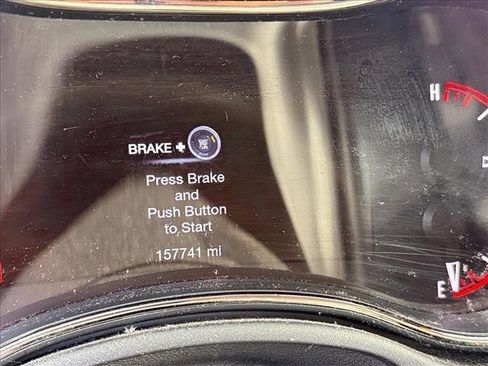 H
BRAKE +
Press Brake
and
Push Button
to Start
157741 mi
E